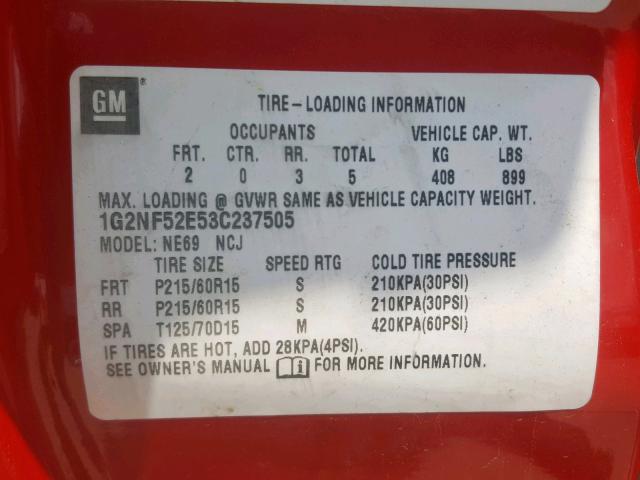 GM®
TIRE-LOADING INFORMATION
OCCUPANTS VEHICLE CAP. WT.
FRT. CTR. RR. TOTAL KG LBS
2 0 3 5 408 899
MAX. LOADING @ GVWR SAME AS VEHICLE CAPACITY WEIGHT.
1G2NF52E53C237505
MODEL: NE69 NCJ
TIRE SIZE SPEED RTG COLD TIRE PRESSURE
FRT P215/60R15 S 210KPA(30PSI)
RR P215/60R15 S 210KPA(30PSI)
SPA T125/70D15 M 420KPA(60PSI)
IF TIRES ARE HOT, ADD 28KPA(4PSI).
SEE OWNER'S MANUAL FOR MORE INFORMATION.